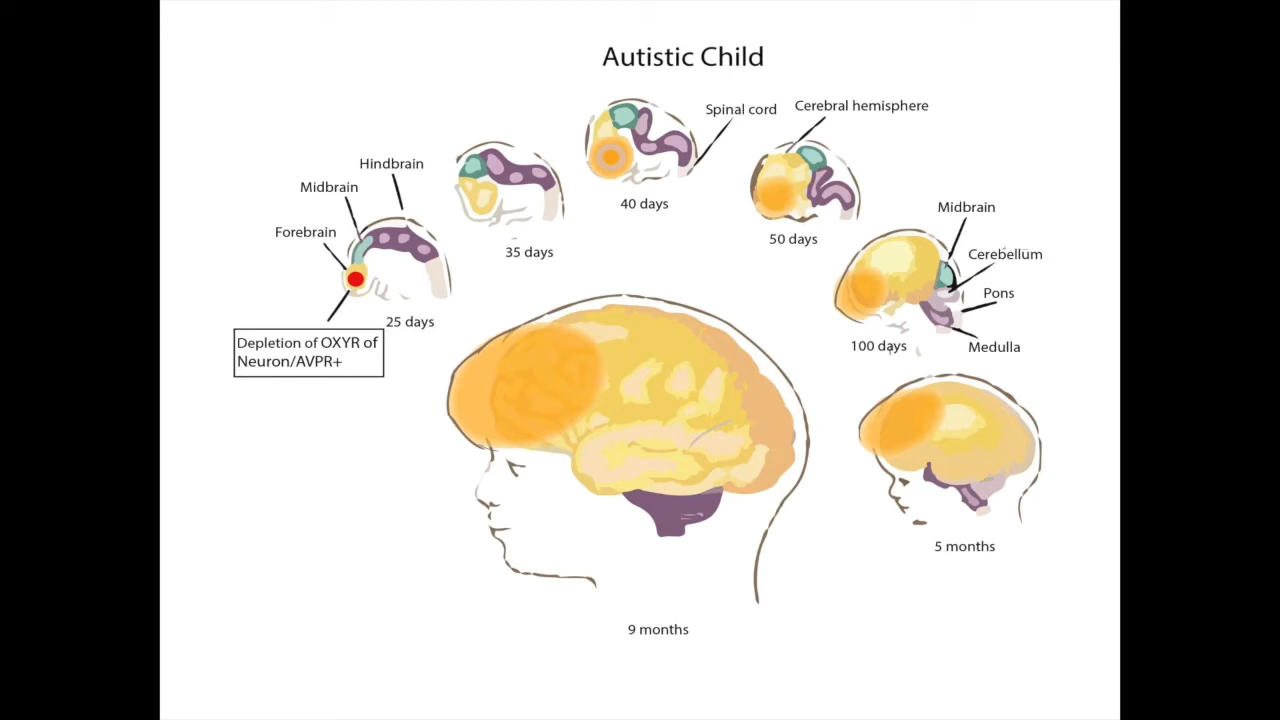 Autistic Child
Spinal cord
Cerebral hemisphere
Hindbrain
Midbrain
Forebrain
40 days
35 days
50 days
Midbrain
Cerebellum
Pons
Medulla
25 days
100 days
Depletion of OXYR of
Neuron/AVPR+
5 months
9 months